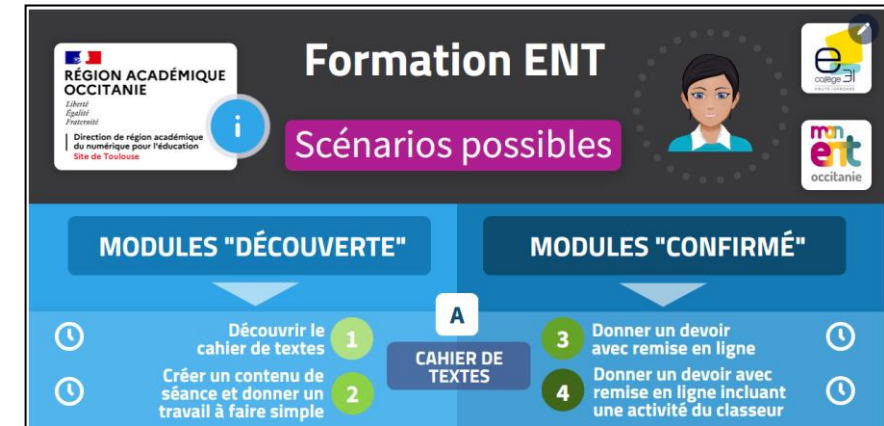 RÉGION ACADÉMIQUE
OCCITANIE
Liberté
Égalité
Fraternité
Direction de région académique
du numérique pour l'éducation
Site de Toulouse
i
Formation ENT
Scénarios possibles
e
collège 31
HAUTE-GARONNE
mon
ent
occitanie
MODULES "DÉCOUVERTE"
MODULES "CONFIRMÉ"
A
CAHIER DE
TEXTES
Découvrir le
cahier de textes
1
Créer un contenu de
séance et donner un
travail à faire simple
2
3
Donner un devoir
avec remise en ligne
4
Donner un devoir avec
remise en ligne incluant
une activité du classeur